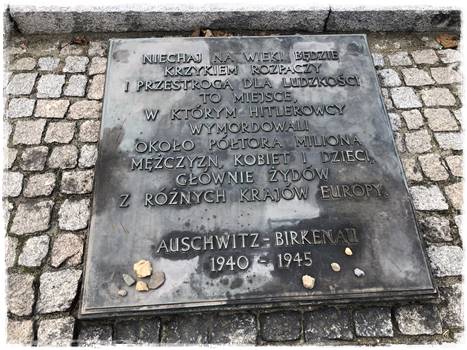 NIECHAJ NA WIEKI BĘDZIE
KRZYKIEM ROZPACZY
I PRZESTROGĄ DLA LUDZKOŚCI
TO MIEJSCE,
W KTÓRYM HITLEROWCY
WYMORDOWALI
OKOŁO PÓŁTORA MILIONA
MĘŻCZYZN, KOBIET I DZIECI,
GŁÓWNIE ŻYDÓW
Z RÓŻNYCH KRAJÓW EUROPY.
AUSCHWITZ - BIRKENAU
1940 - 1945